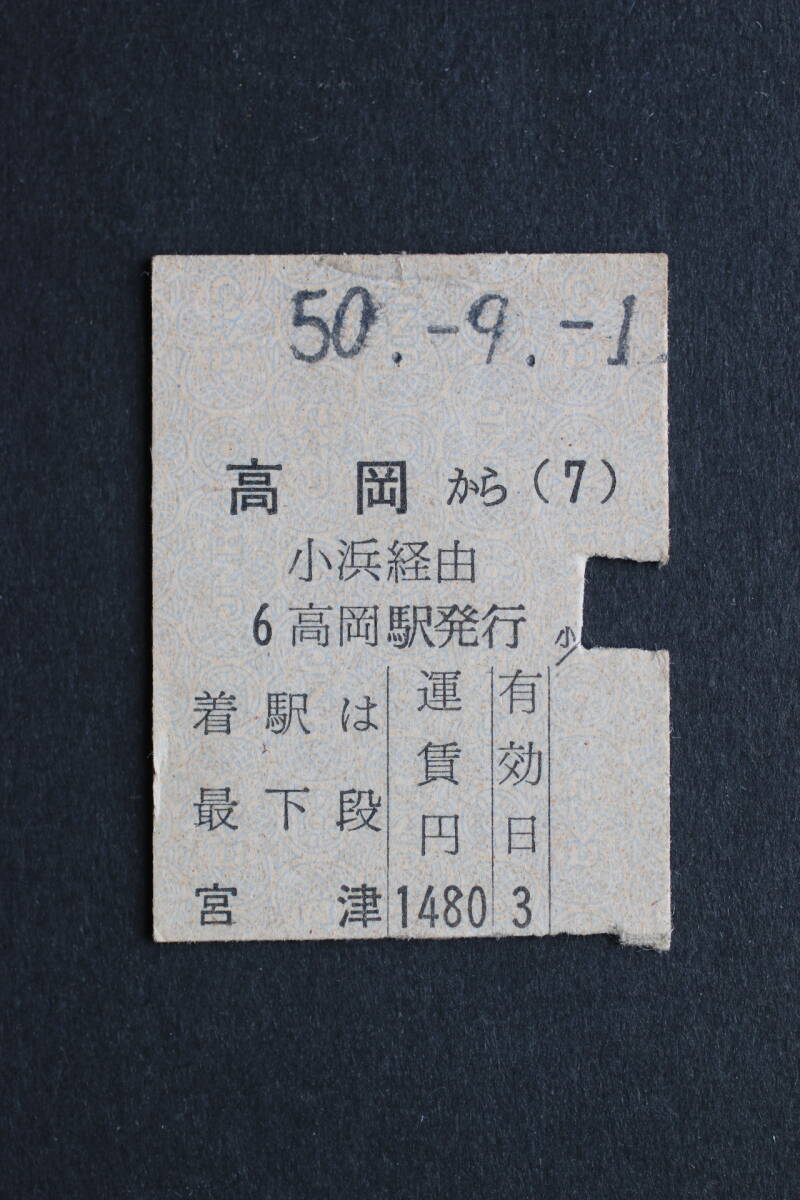 50.-9.-1
高岡から(7)
小浜経由
6高岡駅発行
小
着駅は
最下段
運賃円
有効日
宮津 1480 3